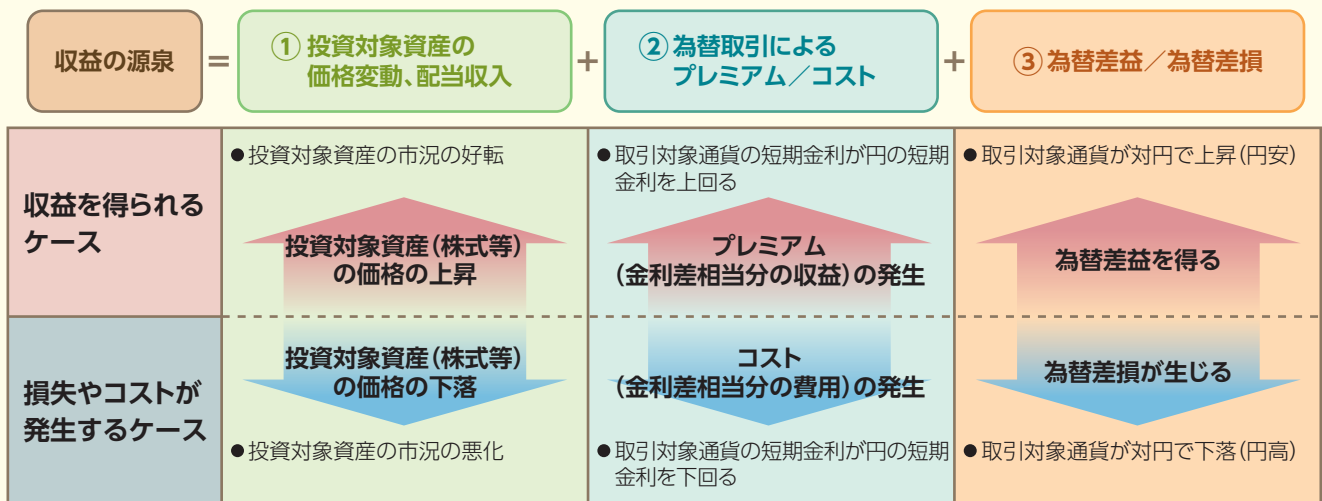 収益の源泉
=
① 投資対象資産の
価格変動、配当収入
+
② 為替取引による
プレミアム／コスト
+
③ 為替差益／為替差損
収益を得られる
ケース
●投資対象資産の市況の好転
投資対象資産(株式等)
の価格の上昇
●取引対象通貨の短期金利が円の短期
金利を上回る
プレミアム
(金利差相当分の収益)の発生
●取引対象通貨が対円で上昇(円安)
為替差益を得る
損失やコストが
発生するケース
投資対象資産(株式等)
の価格の下落
●投資対象資産の市況の悪化
コスト
(金利差相当分の費用)の発生
●取引対象通貨の短期金利が円の短期
金利を下回る
為替差損が生じる
●取引対象通貨が対円で下落(円高)